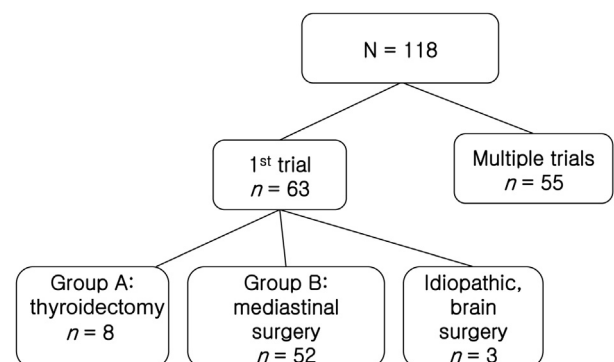 N = 118
1st trial
n = 63
Multiple trials
n = 55
Group A:
thyroidectomy
n = 8
Group B:
mediastinal
surgery
n = 52
Idiopathic,
brain
surgery
n = 3